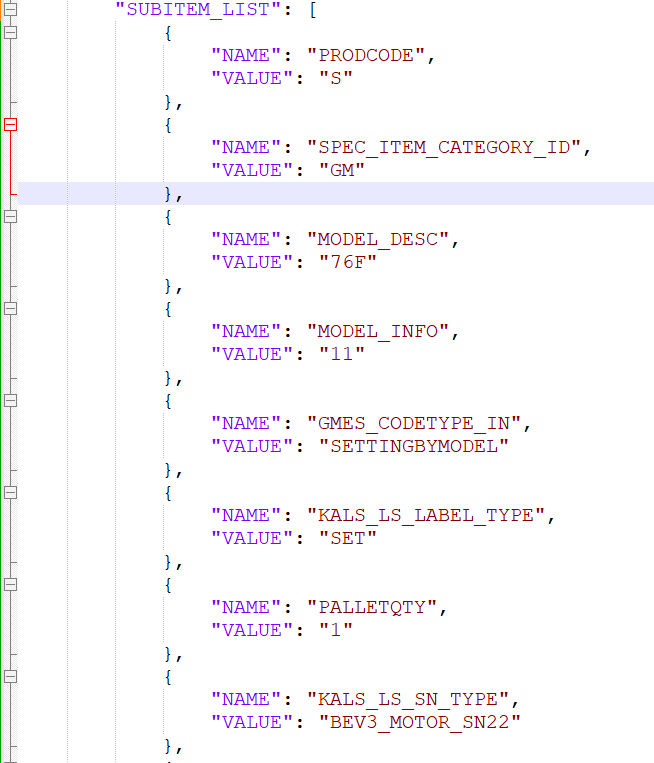 "SUBITEM_LIST": [
{
"NAME": "PRODCODE",
"VALUE": "S"
},
{
"NAME": "SPEC_ITEM_CATEGORY_ID",
"VALUE": "GM"
},
{
"NAME": "MODEL_DESC",
"VALUE": "76F"
},
{
"NAME": "MODEL_INFO",
"VALUE": "11"
},
{
"NAME": "GMES_CODETYPE_IN",
"VALUE": "SETTINGBYMODEL"
},
{
"NAME": "KALS_LS_LABEL_TYPE",
"VALUE": "SET"
},
{
"NAME": "PALLETQTY",
"VALUE": "1"
},
{
"NAME": "KALS_LS_SN_TYPE",
"VALUE": "BEV3_MOTOR_SN22"
},